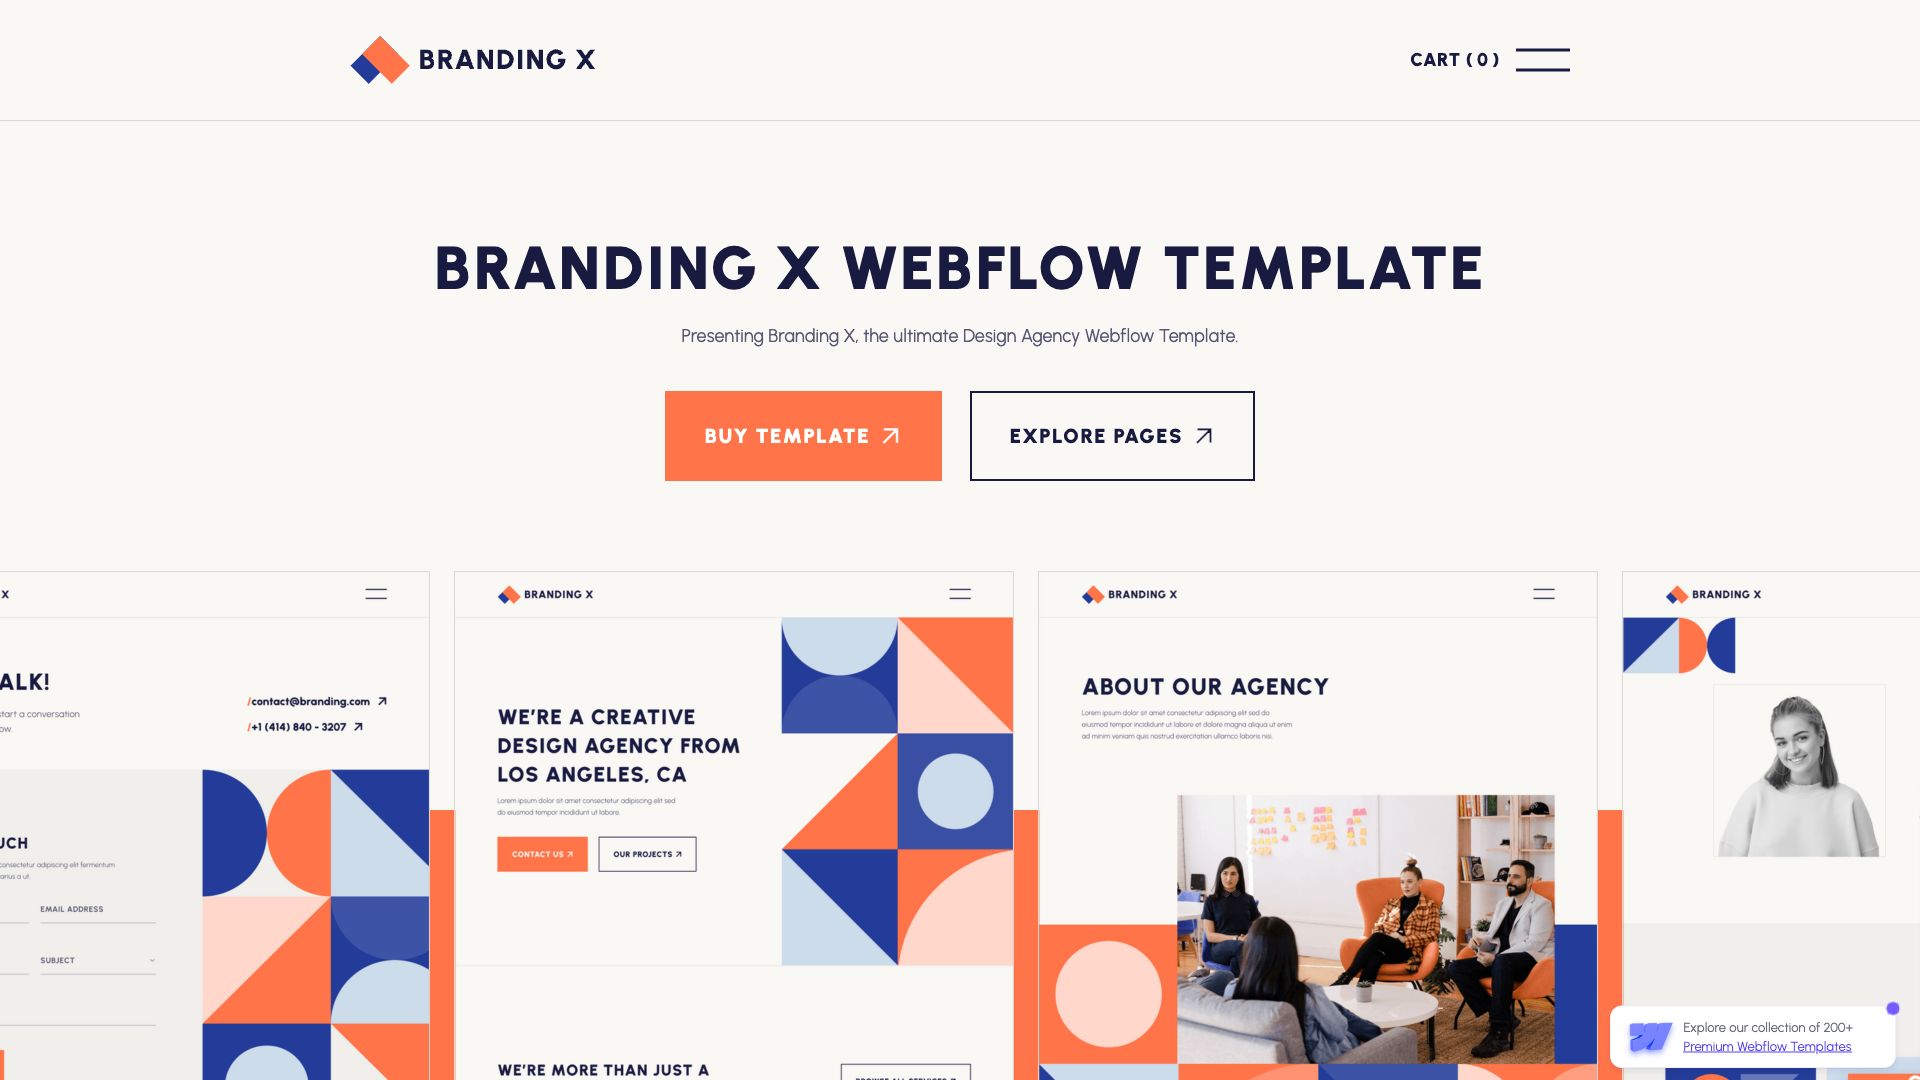 BRANDING X
CART ( 0 )
BRANDING X WEBFLOW TEMPLATE
Presenting Branding X, the ultimate Design Agency Webflow Template.
BUY TEMPLATE
EXPLORE PAGES
X
ALK!
start a conversation
ow.
/contact@branding.com
/+1 (414) 840 - 3207
UCH
consectetur adipiscing elit fermentum
arius a ut
EMAIL ADDRESS
SUBJECT
BRANDING X
WE'RE A CREATIVE
DESIGN AGENCY FROM
LOS ANGELES, CA
Lorem ipsum dolor sit amet consectetur adipiscing elit sed
do eiusmod tempor incididunt ut labore.
CONTACT US
OUR PROJECTS
WE'RE MORE THAN JUST A
BROWSE ALL SERVICES
BRANDING X
ABOUT OUR AGENCY
Lorem ipsum dolor sit amet consectetur adipiscing elit sed do
eiusmod tempor incididunt ut labore et dolore magna aliqua ut enim
ad minim veniam quis nostrud exercitation ullamco laboris nisi.
BRANDING X
Explore our collection of 200+
Premium Webflow Templates